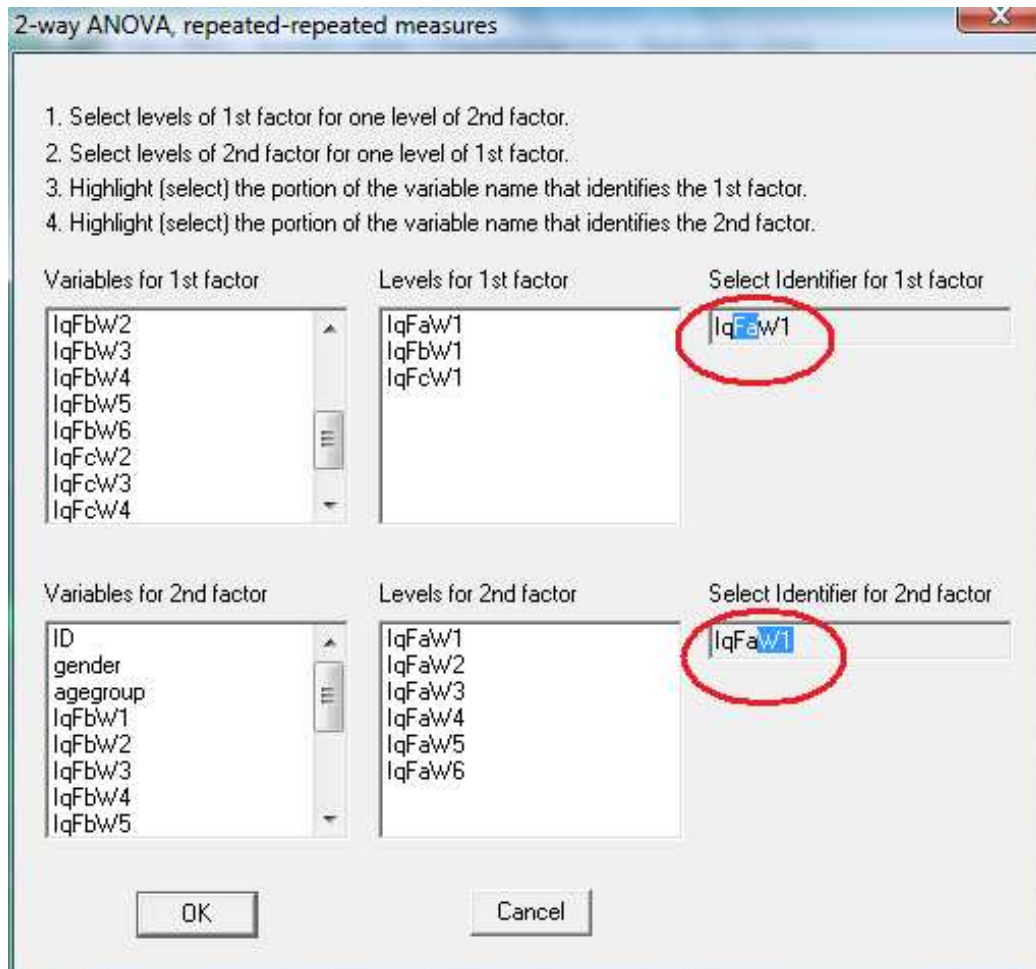 2-way ANOVA, repeated-repeated measures
1. Select levels of 1st factor for one level of 2nd factor.
2. Select levels of 2nd factor for one level of 1st factor.
3. Highlight (select) the portion of the variable name that identifies the 1st factor.
4. Highlight (select) the portion of the variable name that identifies the 2nd factor.
Variables for 1st factor
IqFbW2
IqFbW3
IqFbW4
IqFbW5
IqFbW6
IqFcW2
IqFcW3
IqFcW4
Levels for 1st factor
IqFaW1
IqFbW1
IqFcW1
Select Identifier for 1st factor
IqFaW1
Variables for 2nd factor
ID
gender
agegroup
IqFbW1
IqFbW2
IqFbW3
IqFbW4
IqFbW5
Levels for 2nd factor
IqFaW1
IqFaW2
IqFaW3
IqFaW4
IqFaW5
IqFaW6
Select Identifier for 2nd factor
IqFaW1
OK
Cancel